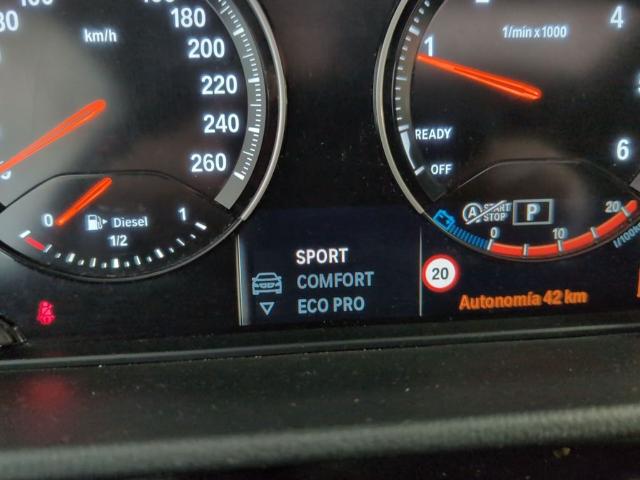 180
200
220
240
260
km/h
0
Diesel
1
1/2
SPORT
COMFORT
ECO PRO
20
1/min x 1000
1
4
6
READY
OFF
A START
STOP
P
0
10
20
l/100km
Autonomía 42 km